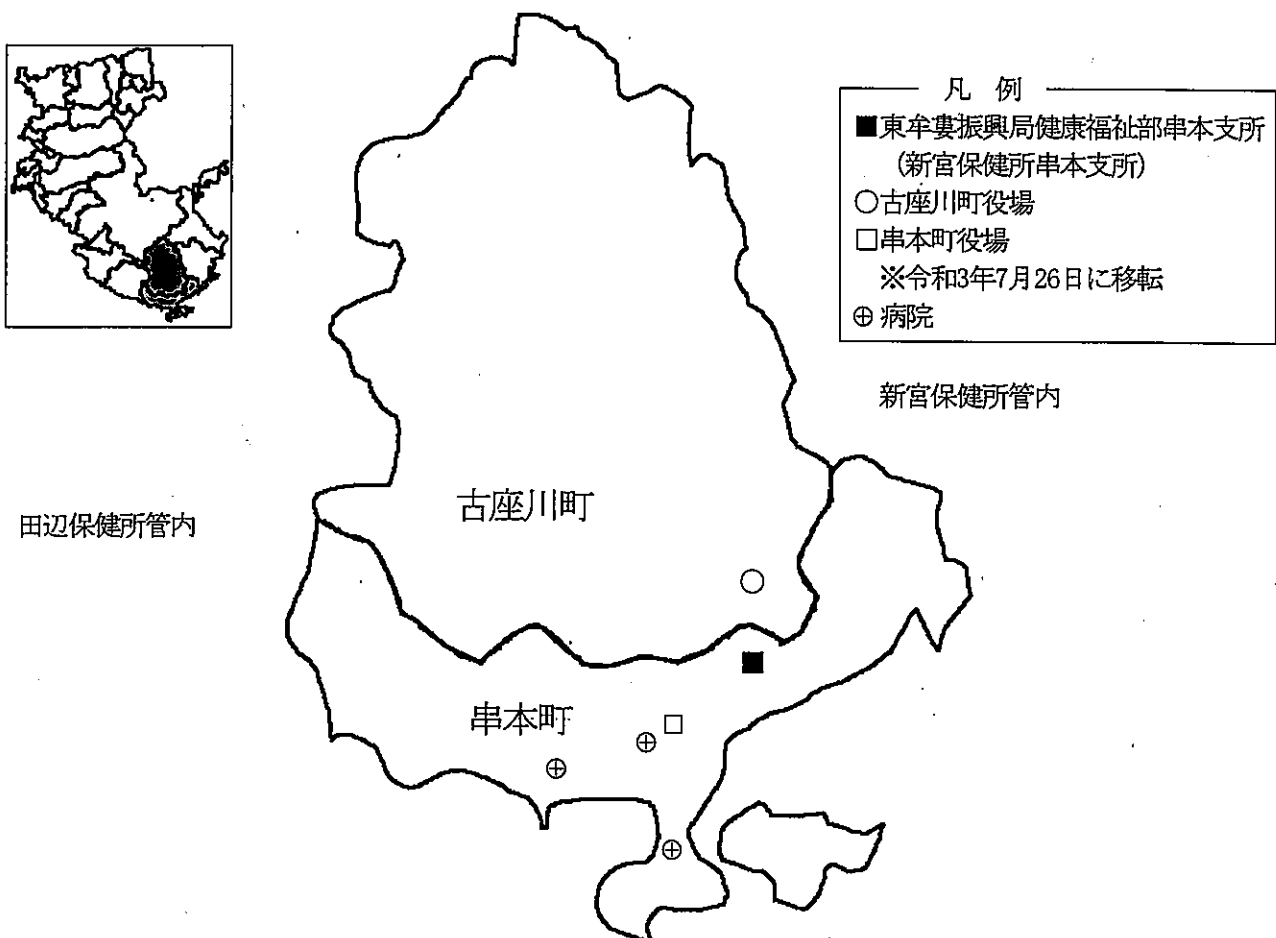 凡 例
■東牟婁振興局健康福祉部串本支所
(新宮保健所串本支所)
○古座川町役場
□串本町役場
※令和3年7月26日に移転
⊕病院
新宮保健所管内
古座川町
田辺保健所管内
串本町